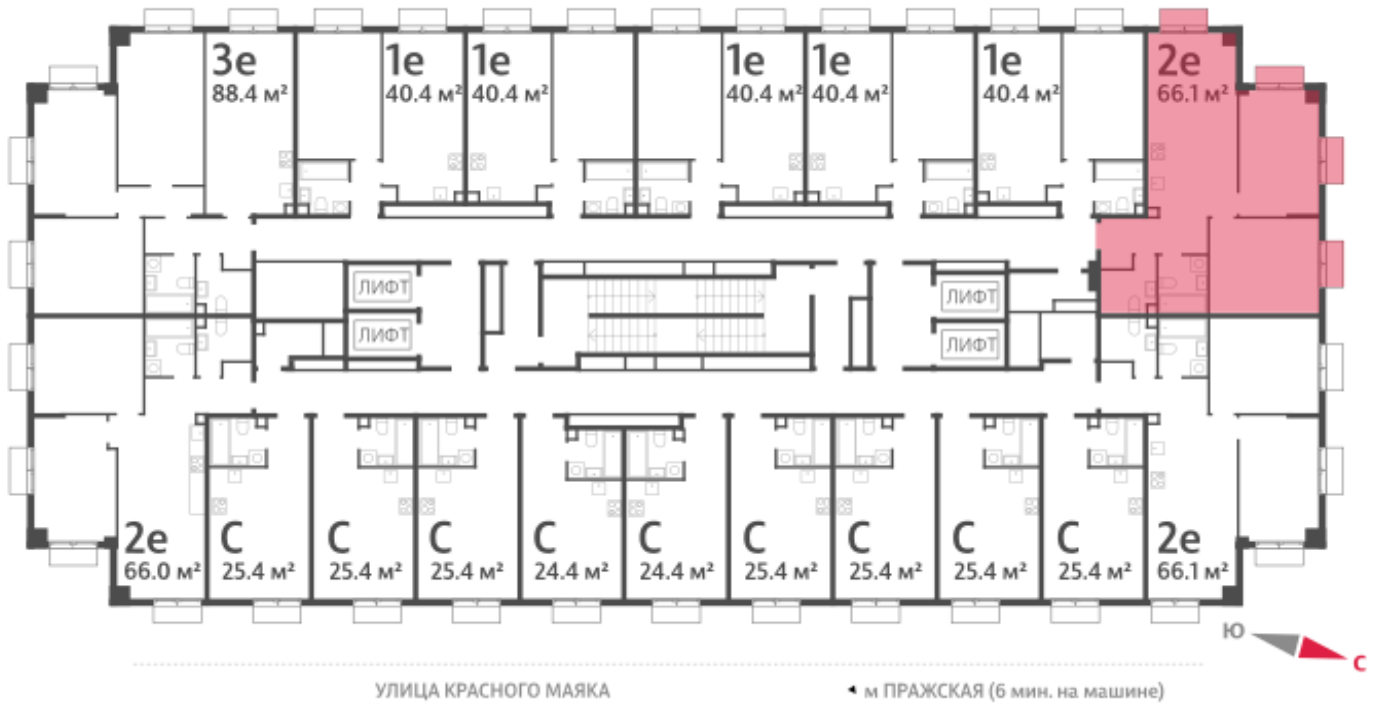 3е
88.4 м²
1е
40.4 м²
1е
40.4 м²
1е
40.4 м²
1е
40.4 м²
1е
40.4 м²
2е
66.1 м²
ЛИФТ
ЛИФТ
ЛИФТ
ЛИФТ
2е
66.0 м²
С
25.4 м²
С
25.4 м²
С
25.4 м²
С
24.4 м²
С
24.4 м²
С
25.4 м²
С
25.4 м²
С
25.4 м²
С
25.4 м²
2е
66.1 м²
Ю
С
УЛИЦА КРАСНОГО МАЯКА
м ПРАЖСКАЯ (6 мин. на машине)